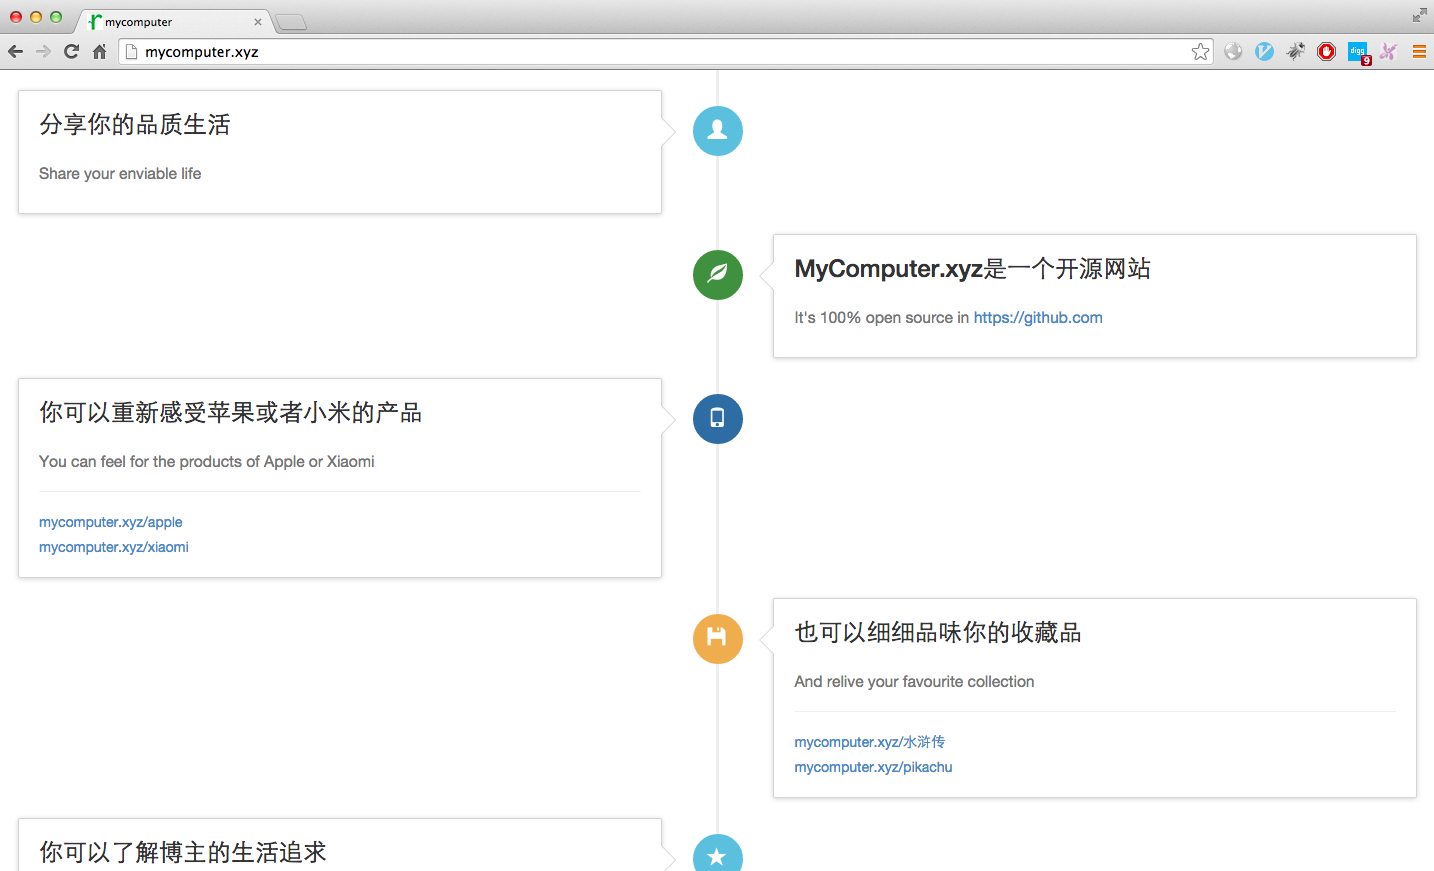 mycomputer
mycomputer.xyz
digg
9
分享你的品质生活
Share your enviable life
MyComputer.xyz是一个开源网站
It's 100% open source in https://github.com
你可以重新感受苹果或者小米的产品
You can feel for the products of Apple or Xiaomi
mycomputer.xyz/apple
mycomputer.xyz/xiaomi
也可以细细品味你的收藏品
And relive your favourite collection
mycomputer.xyz/水浒传
mycomputer.xyz/pikachu
你可以了解博主的生活追求